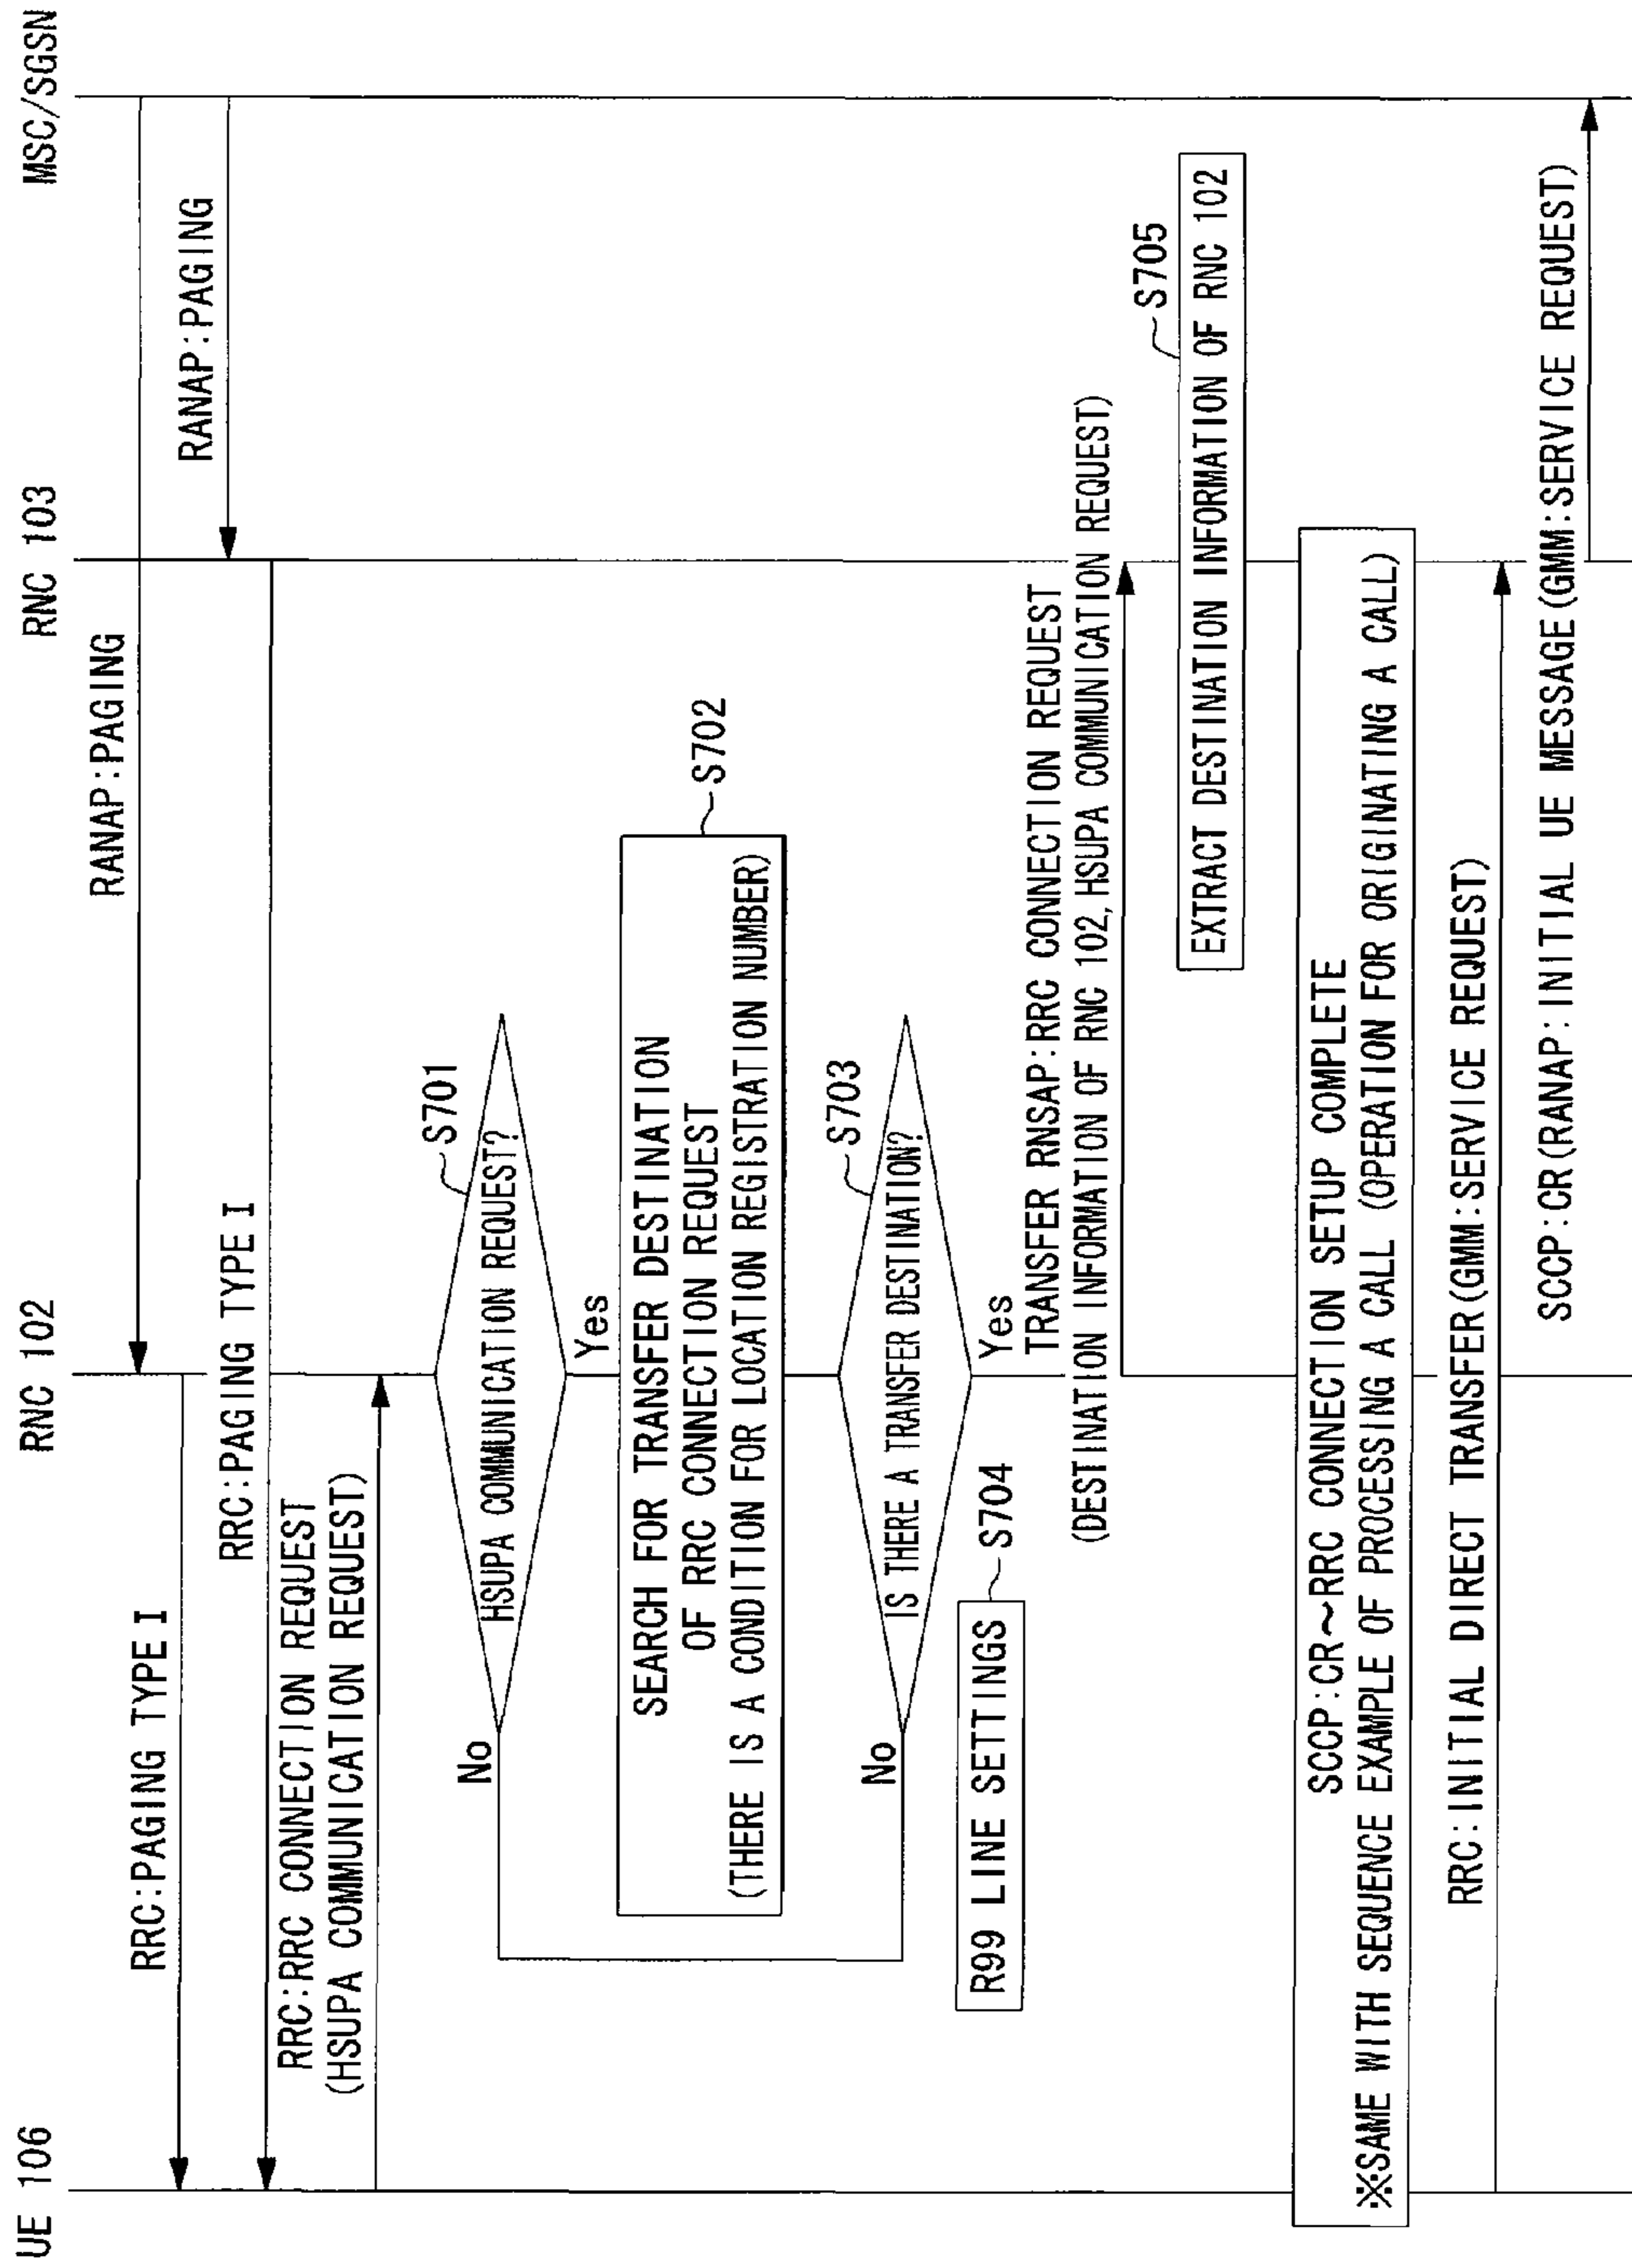 UE 106
RNC 102
RNC 103
MSC/SGSN
RANAP:PAGING
RRC:PAGING TYPE I
RANAP:PAGING
RRC:PAGING TYPE I
RRC:RRC CONNECTION REQUEST
(HSUPA COMMUNICATION REQUEST)
S701
HSUPA COMMUNICATION REQUEST?
No
Yes
S702
SEARCH FOR TRANSFER DESTINATION
OF RRC CONNECTION REQUEST
(THERE IS A CONDITION FOR LOCATION REGISTRATION NUMBER)
S703
IS THERE A TRANSFER DESTINATION?
No
Yes
R99 LINE SETTINGS
S704
TRANSFER RNSAP:RRC CONNECTION REQUEST
(DESTINATION INFORMATION OF RNC 102,HSUPA COMMUNICATION REQUEST)
S705
EXTRACT DESTINATION INFORMATION OF RNC 102
SCCP:CR~RRC CONNECTION SETUP COMPLETE
※SAME WITH SEQUENCE EXAMPLE OF PROCESSING A CALL (OPERATION FOR ORIGINATING A CALL)
RRC:INITIAL DIRECT TRANSFER(GMM:SERVICE REQUEST)
SCCP:CR(RANAP:INITIAL UE MESSAGE(GMM:SERVICE REQUEST)